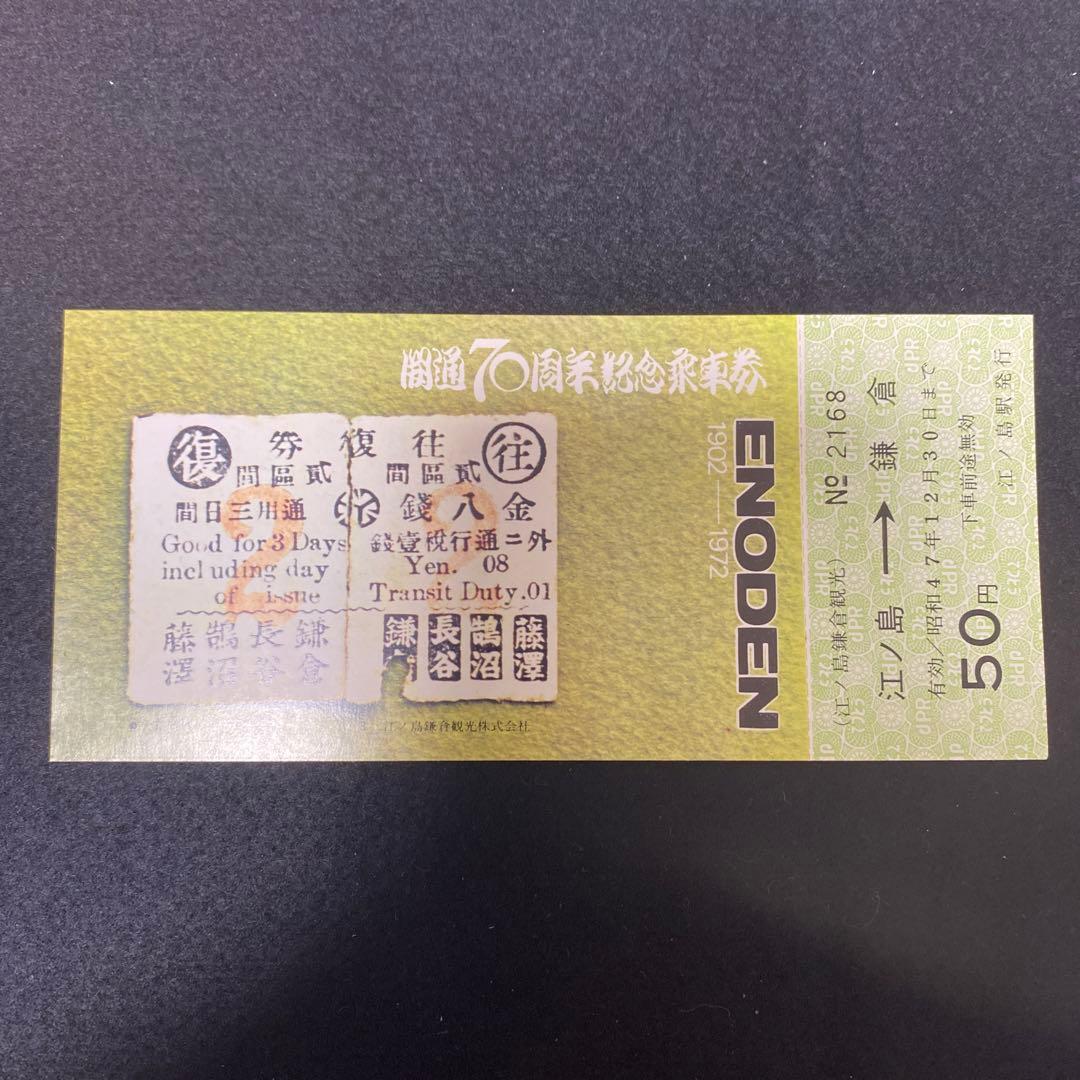 開通70周年記念乗車券
ENODEN
1902——1972
復 往復券 往
貳區間 貳區間
通用三日間 金八錢
外ニ通行税壹錢
Good for 3 Days
including day
of issue
Yen. 08
Transit Duty.01
2 2
藤澤 鵠沼 長谷 鎌倉
鎌 長谷 鵠沼 藤澤
江ノ島鎌倉観光株式会社
№ 2168
(江ノ島鎌倉観光)
江ノ島→鎌倉
有効/昭和47年12月30日まで
50円 下車前途無効
江ノ島駅発行